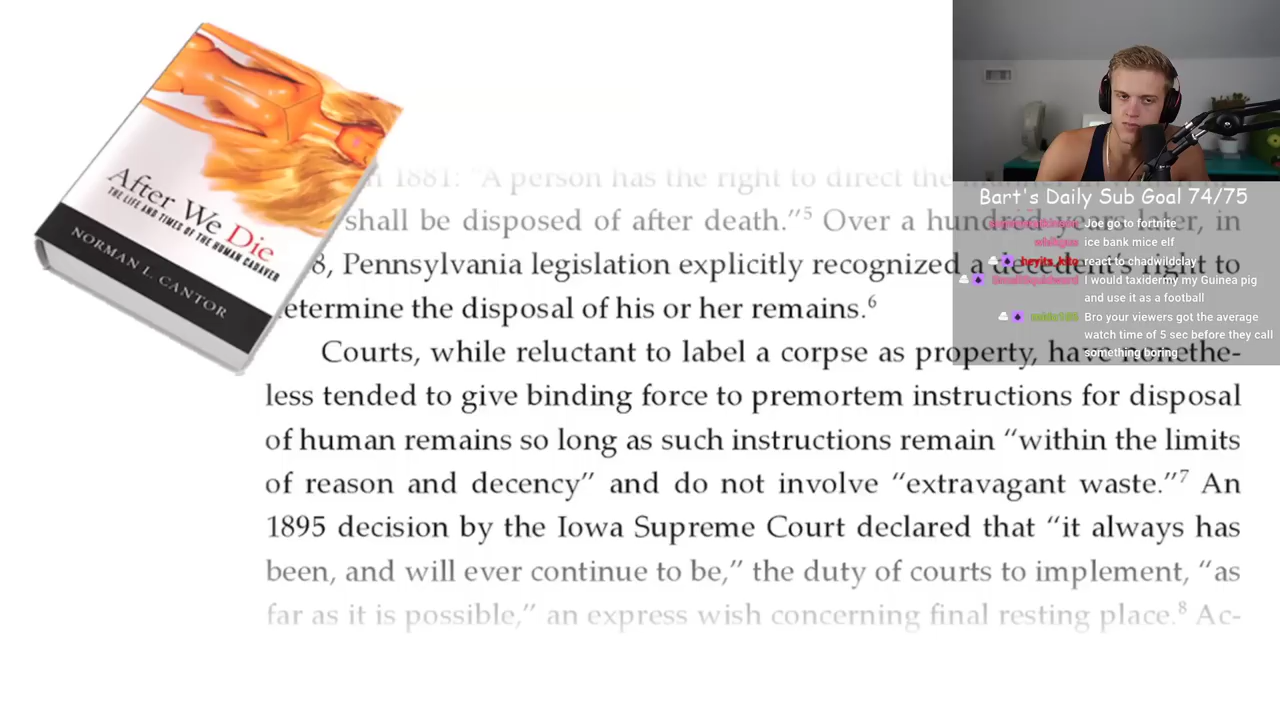 After We Die
THE LIFE AND TIMES OF THE HUMAN CADAVER
NORMAN L. CANTOR
1881: "A person has the right to direct the
shall be disposed of after death."5 Over a hundred years later, in
8, Pennsylvania legislation explicitly recognized a decedent's right to
etermine the disposal of his or her remains.6
Courts, while reluctant to label a corpse as property, have nonethe-
less tended to give binding force to premortem instructions for disposal
of human remains so long as such instructions remain "within the limits
of reason and decency" and do not involve "extravagant waste."7 An
1895 decision by the Iowa Supreme Court declared that "it always has
been, and will ever continue to be," the duty of courts to implement, "as
far as it is possible," an express wish concerning final resting place.8 Ac-
Bart's Daily Sub Goal 74/75
Joe go to fortnite
ice bank mice elf
react to chadwildclay
I would taxidermy my Guinea pig
and use it as a football
Bro your viewers got the average
watch time of 5 sec before they call
something boring